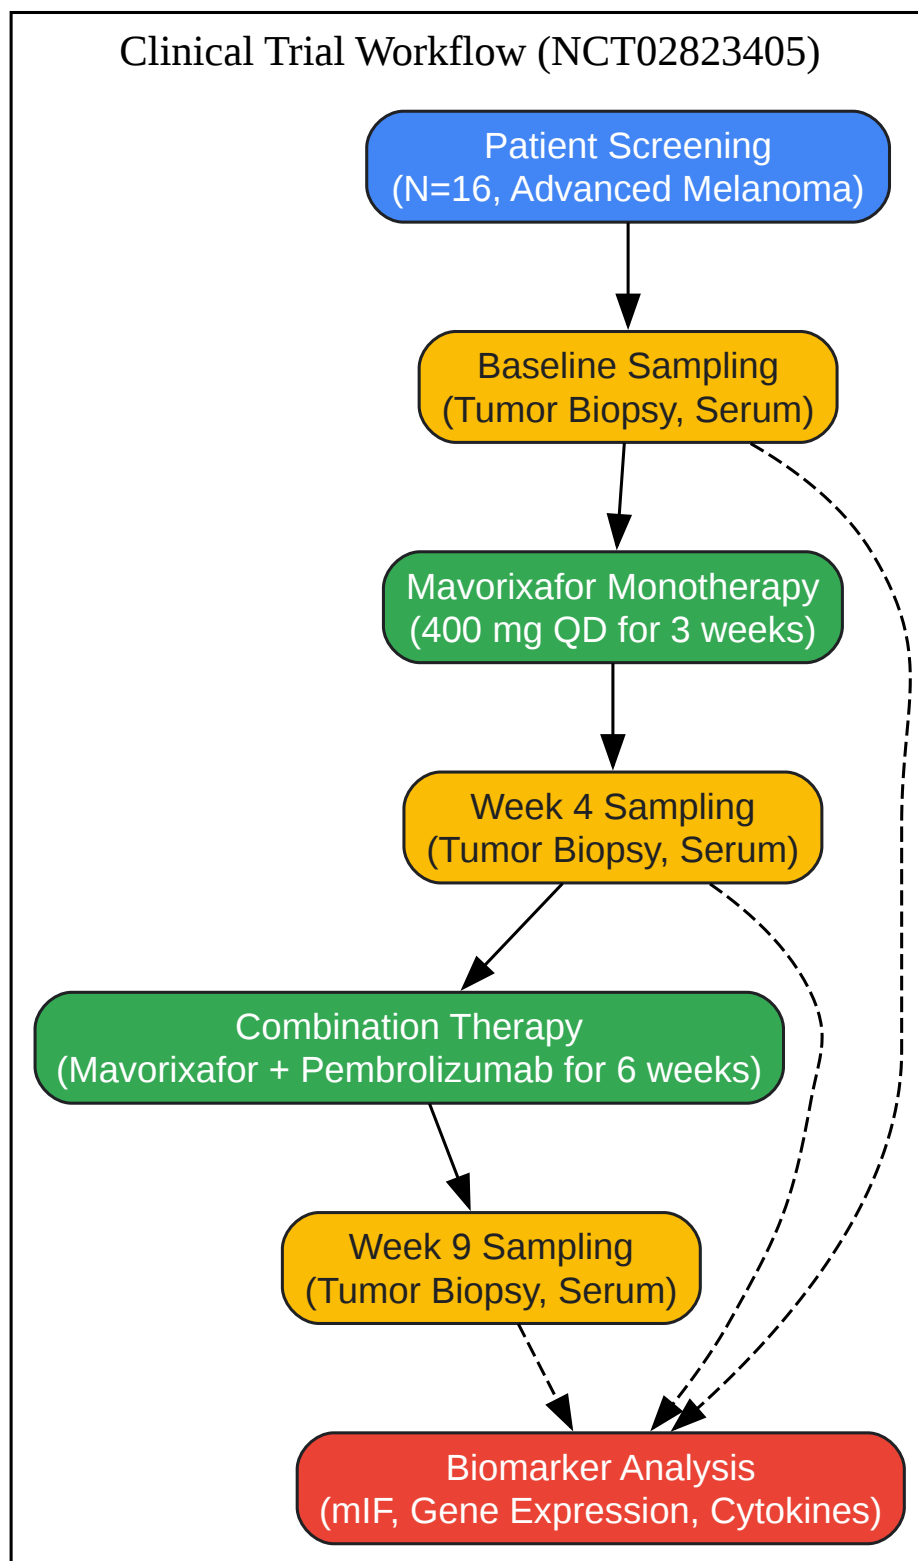 Clinical Trial Workflow (NCT02823405)
Patient Screening
(N=16, Advanced Melanoma)
Baseline Sampling
(Tumor Biopsy, Serum)
Mavorixafor Monotherapy
(400 mg QD for 3 weeks)
Week 4 Sampling
(Tumor Biopsy, Serum)
Combination Therapy
(Mavorixafor + Pembrolizumab for 6 weeks)
Week 9 Sampling
(Tumor Biopsy, Serum)
Biomarker Analysis
(mIF, Gene Expression, Cytokines)